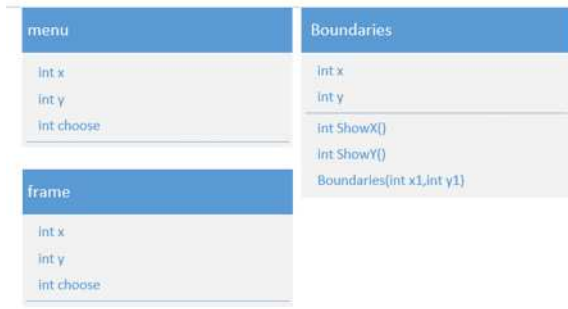 menu
int x
int y
int choose
frame
int x
int y
int choose
Boundaries
int x
int y
int ShowX()
int ShowY()
Boundaries(int x1,int y1)